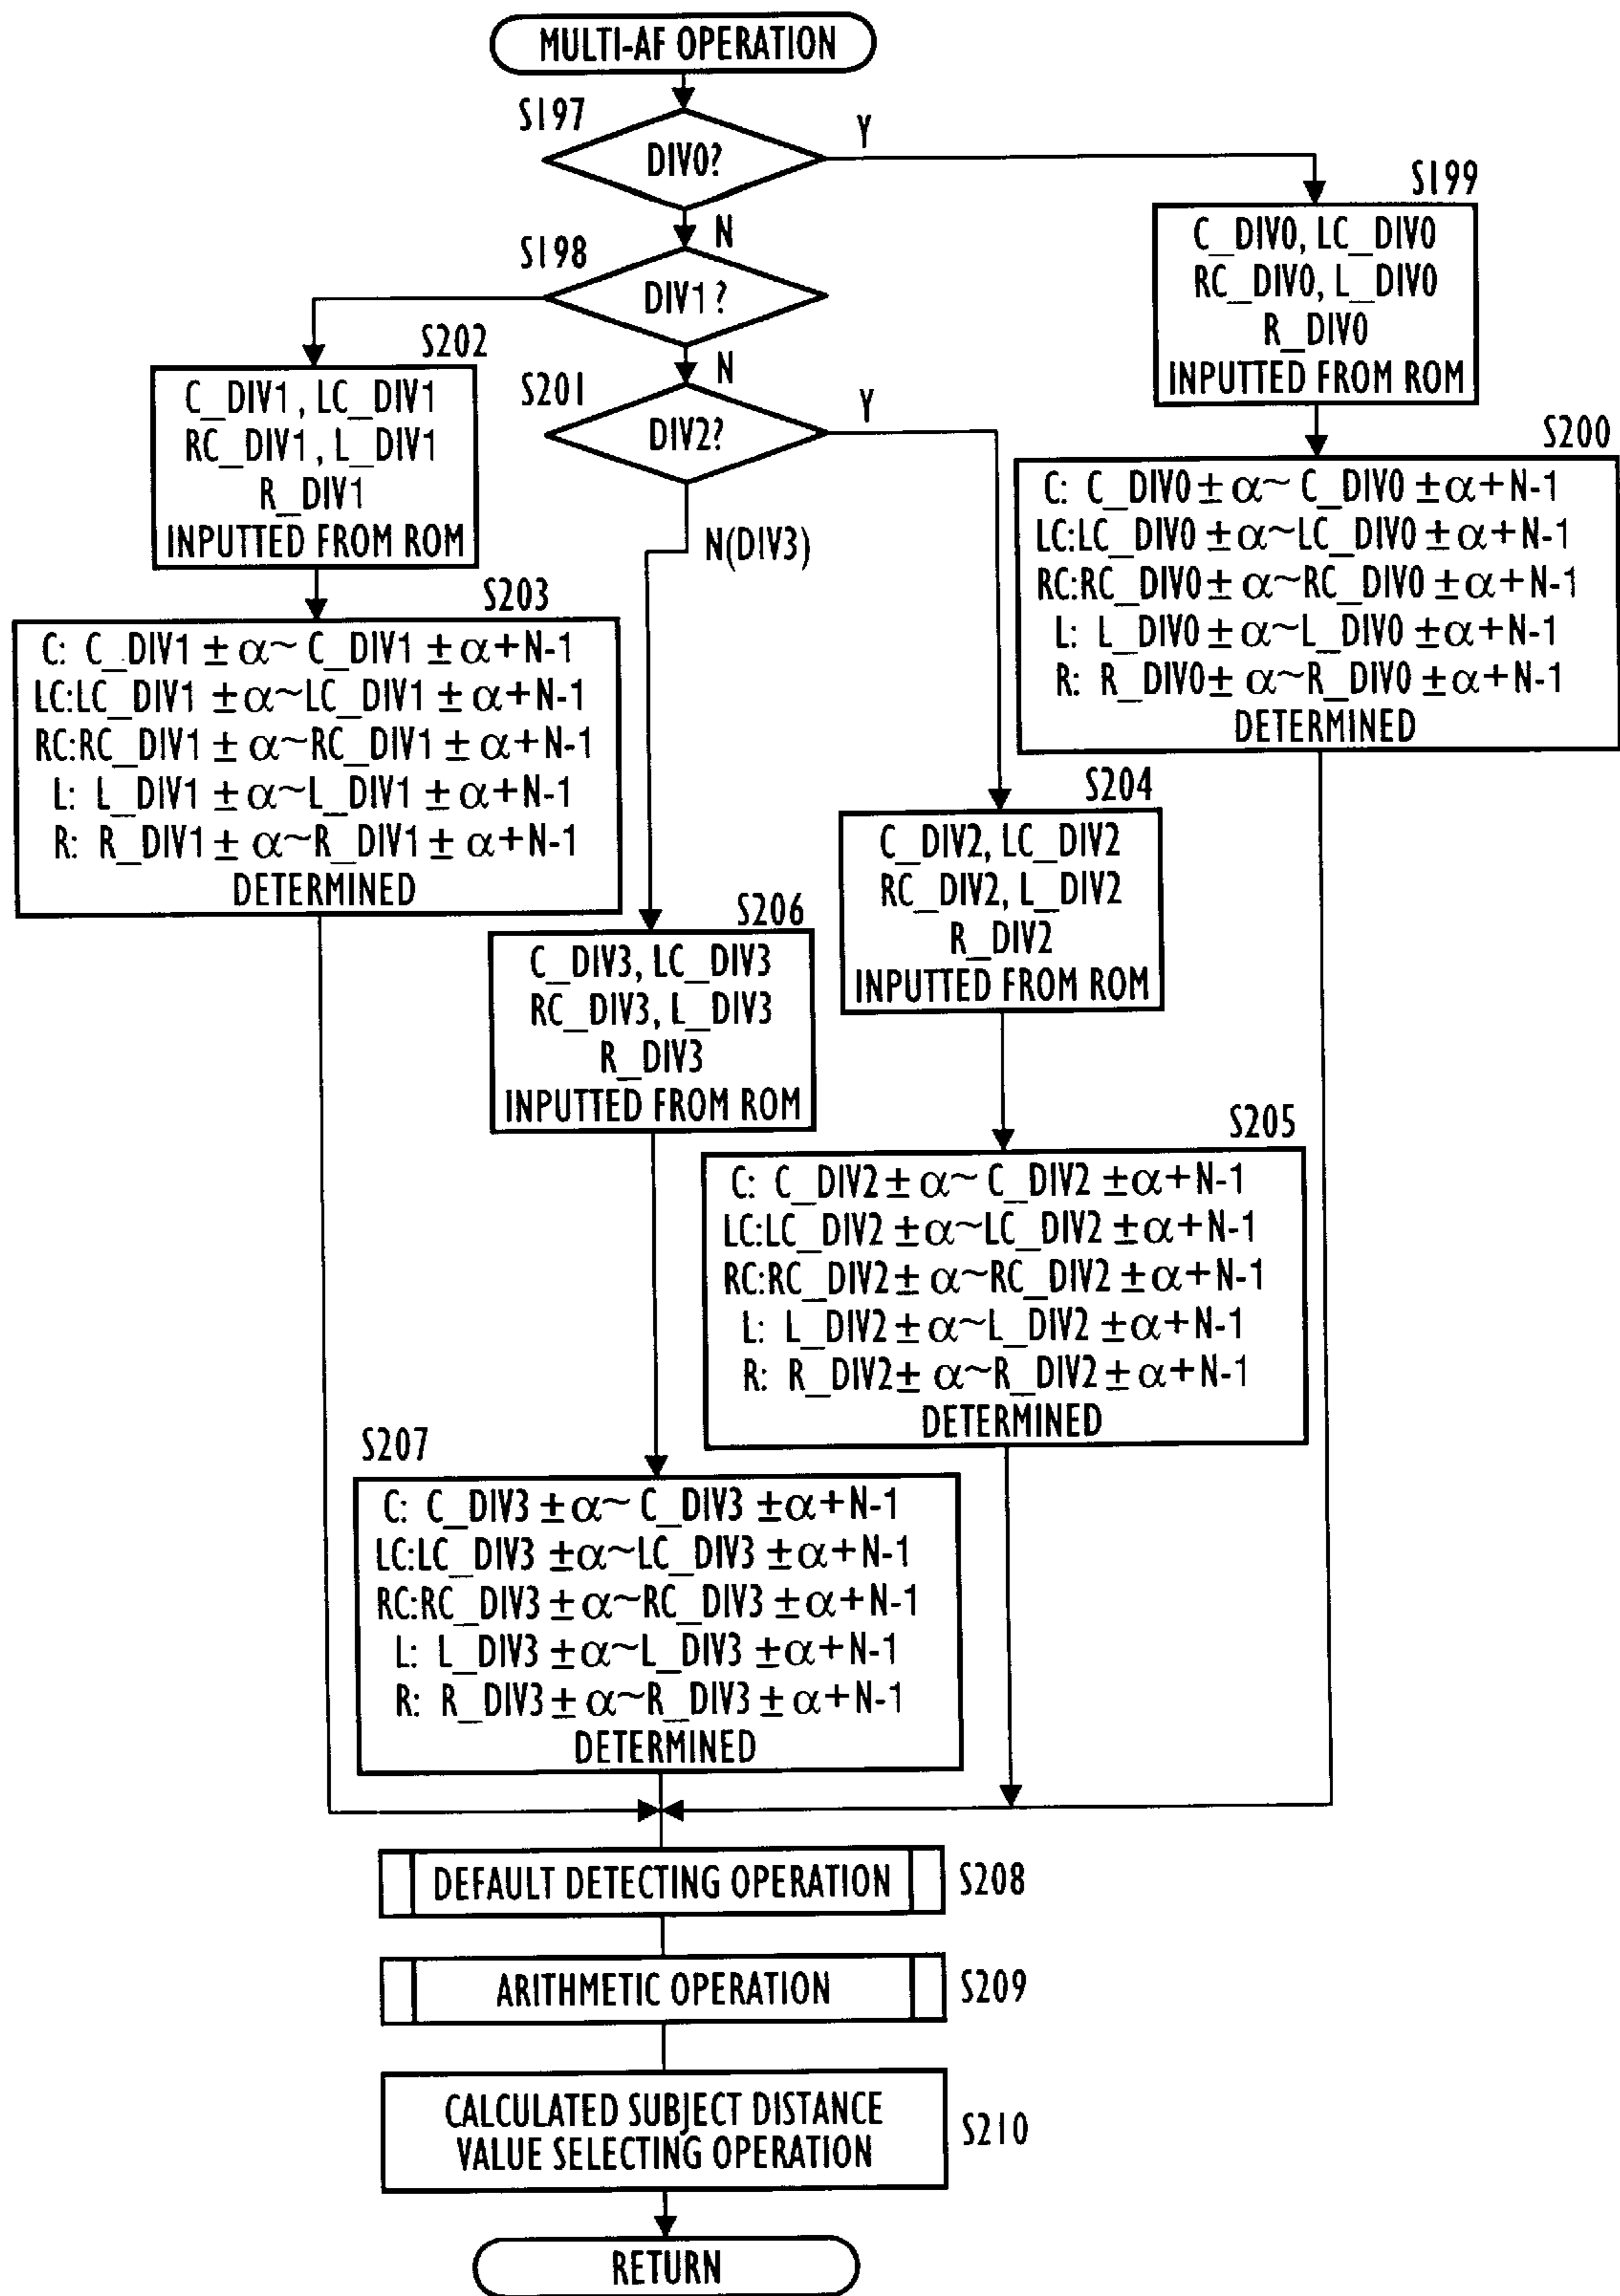 MULTI-AF OPERATION
S197
DIV0?
Y
N
S199
C_DIV0, LC_DIV0
RC_DIV0, L_DIV0
R_DIV0
INPUTTED FROM ROM
S198
DIV1?
N
S202
C_DIV1, LC_DIV1
RC_DIV1, L_DIV1
R_DIV1
INPUTTED FROM ROM
S201
DIV2?
Y
N(DIV3)
S200
C: C_DIV0±α~ C_DIV0 ±α+N-1
LC:LC_DIV0 ±α~LC_DIV0 ±α+N-1
RC:RC_DIV0±α~RC_DIV0 ±α+N-1
L: L_DIV0±α~L_DIV0 ±α+N-1
R: R_DIV0± α~R_DIV0 ±α+N-1
DETERMINED
S203
C: C_DIV1 ±α~ C_DIV1 ±α+N-1
LC:LC_DIV1 ±α~LC_DIV1 ±α+N-1
RC:RC_DIV1 ± α~RC_DIV1 ±α+N-1
L: L_DIV1 ±α~L_DIV1 ±α+N-1
R: R_DIV1± α~R_DIV1 ± α+N-1
DETERMINED
S204
C_DIV2, LC_DIV2
RC_DIV2, L_DIV2
R_DIV2
INPUTTED FROM ROM
S206
C_DIV3, LC_DIV3
RC_DIV3, L_DIV3
R_DIV3
INPUTTED FROM ROM
S205
C: C_DIV2± α~ C_DIV2 ±α+N-1
LC:LC_DIV2 ±α~LC_DIV2 ±α+N-1
RC:RC_DIV2± α~RC_DIV2 ±α+N-1
L: L_DIV2±α~L_DIV2 ±α+N-1
R: R_DIV2± α~R_DIV2 ±α+N-1
DETERMINED
S207
C: C_DIV3 ±α~ C_DIV3 ±α+N-1
LC:LC_DIV3 ±α~LC_DIV3 ±α+N-1
RC:RC_DIV3 ±α~RC_DIV3 ±α+N-1
L: L_DIV3 ±α~L_DIV3 ±α+N-1
R: R_DIV3± α~R_DIV3 ± α+N-1
DETERMINED
DEFAULT DETECTING OPERATION
S208
ARITHMETIC OPERATION
S209
CALCULATED SUBJECT DISTANCE
VALUE SELECTING OPERATION
S210
RETURN